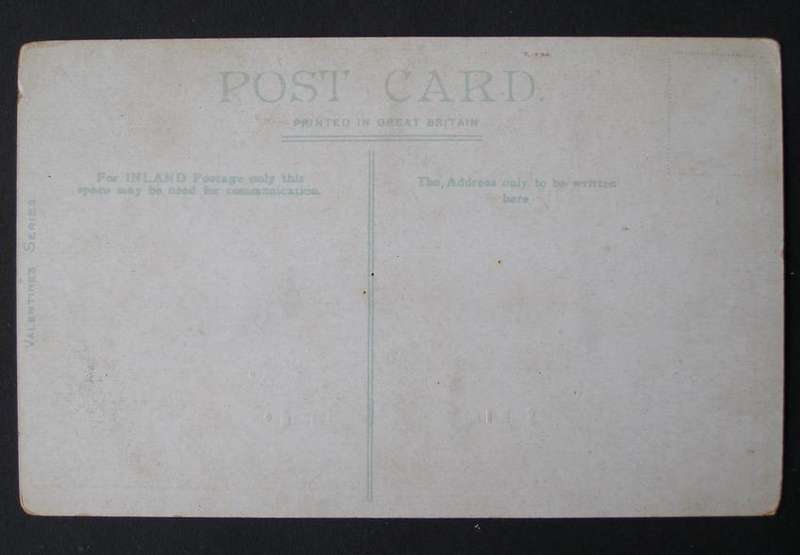 POST CARD.
PRINTED IN GREAT BRITAIN
For INLAND Postage only this
space may be used for communication.
The Address only to be written
here
VALENTINES SERIES